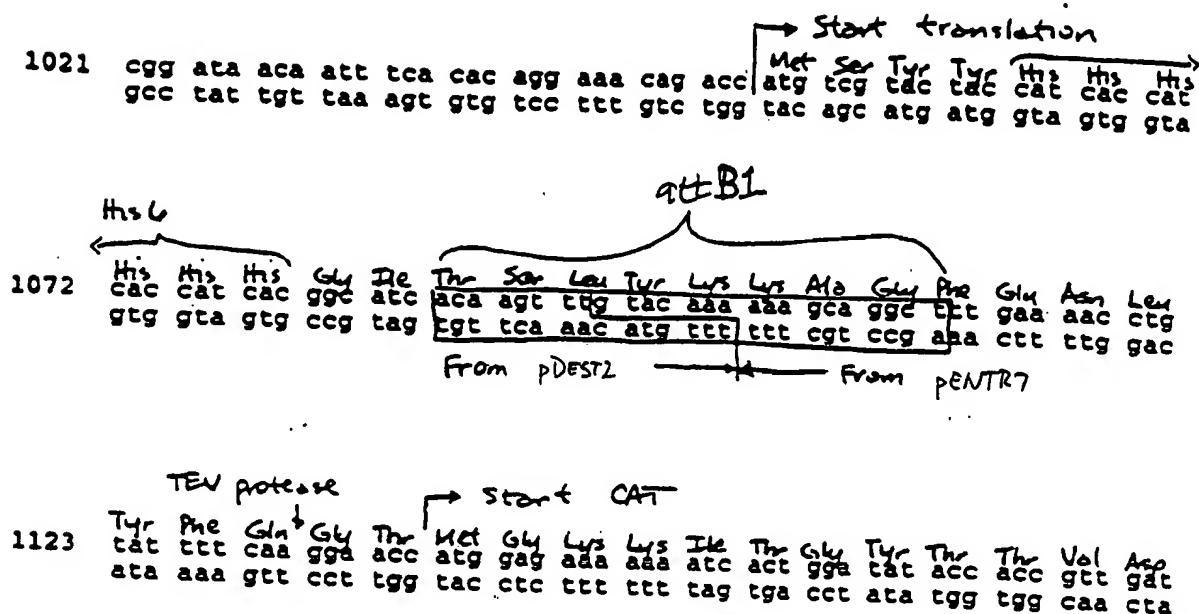 Start translation
Met Ser Tyr Tyr His His His
1021 cgg ata aca att tca cac agg aaa cag acc atg tcg tac tac cat cac cat
gcc tat tgt taa agt gtg tcc ttt gtc tgg tac agc atg atg gta gtg gta
attB1
His 6
His His His Gly Ile Thr Ser Leu Tyr Lys Lys Ala Gly Phe Glu Asn Leu
1072 cac cat cac ggc atc aca agt ttg tac aaa aaa gca ggc ttt gaa aac ctg
gtg gta gtg ccg tag tgt tca aac atg ttt ttt cgt ccg aaa ctt ttg gac
From pDEST2 From pENTR7
TEV protease Start CAT
Tyr Phe Gln Gly Thr Met Gly Lys Lys Ile Thr Gly Tyr Thr Thr Val Asp
1123 tat ttt caa gga acc atg gag aaa aaa atc act gga tat acc acc gtt gat
ata aaa gtt cct tgg tac ctc ttt ttt tag tga cct ata tgg tgg caa cta